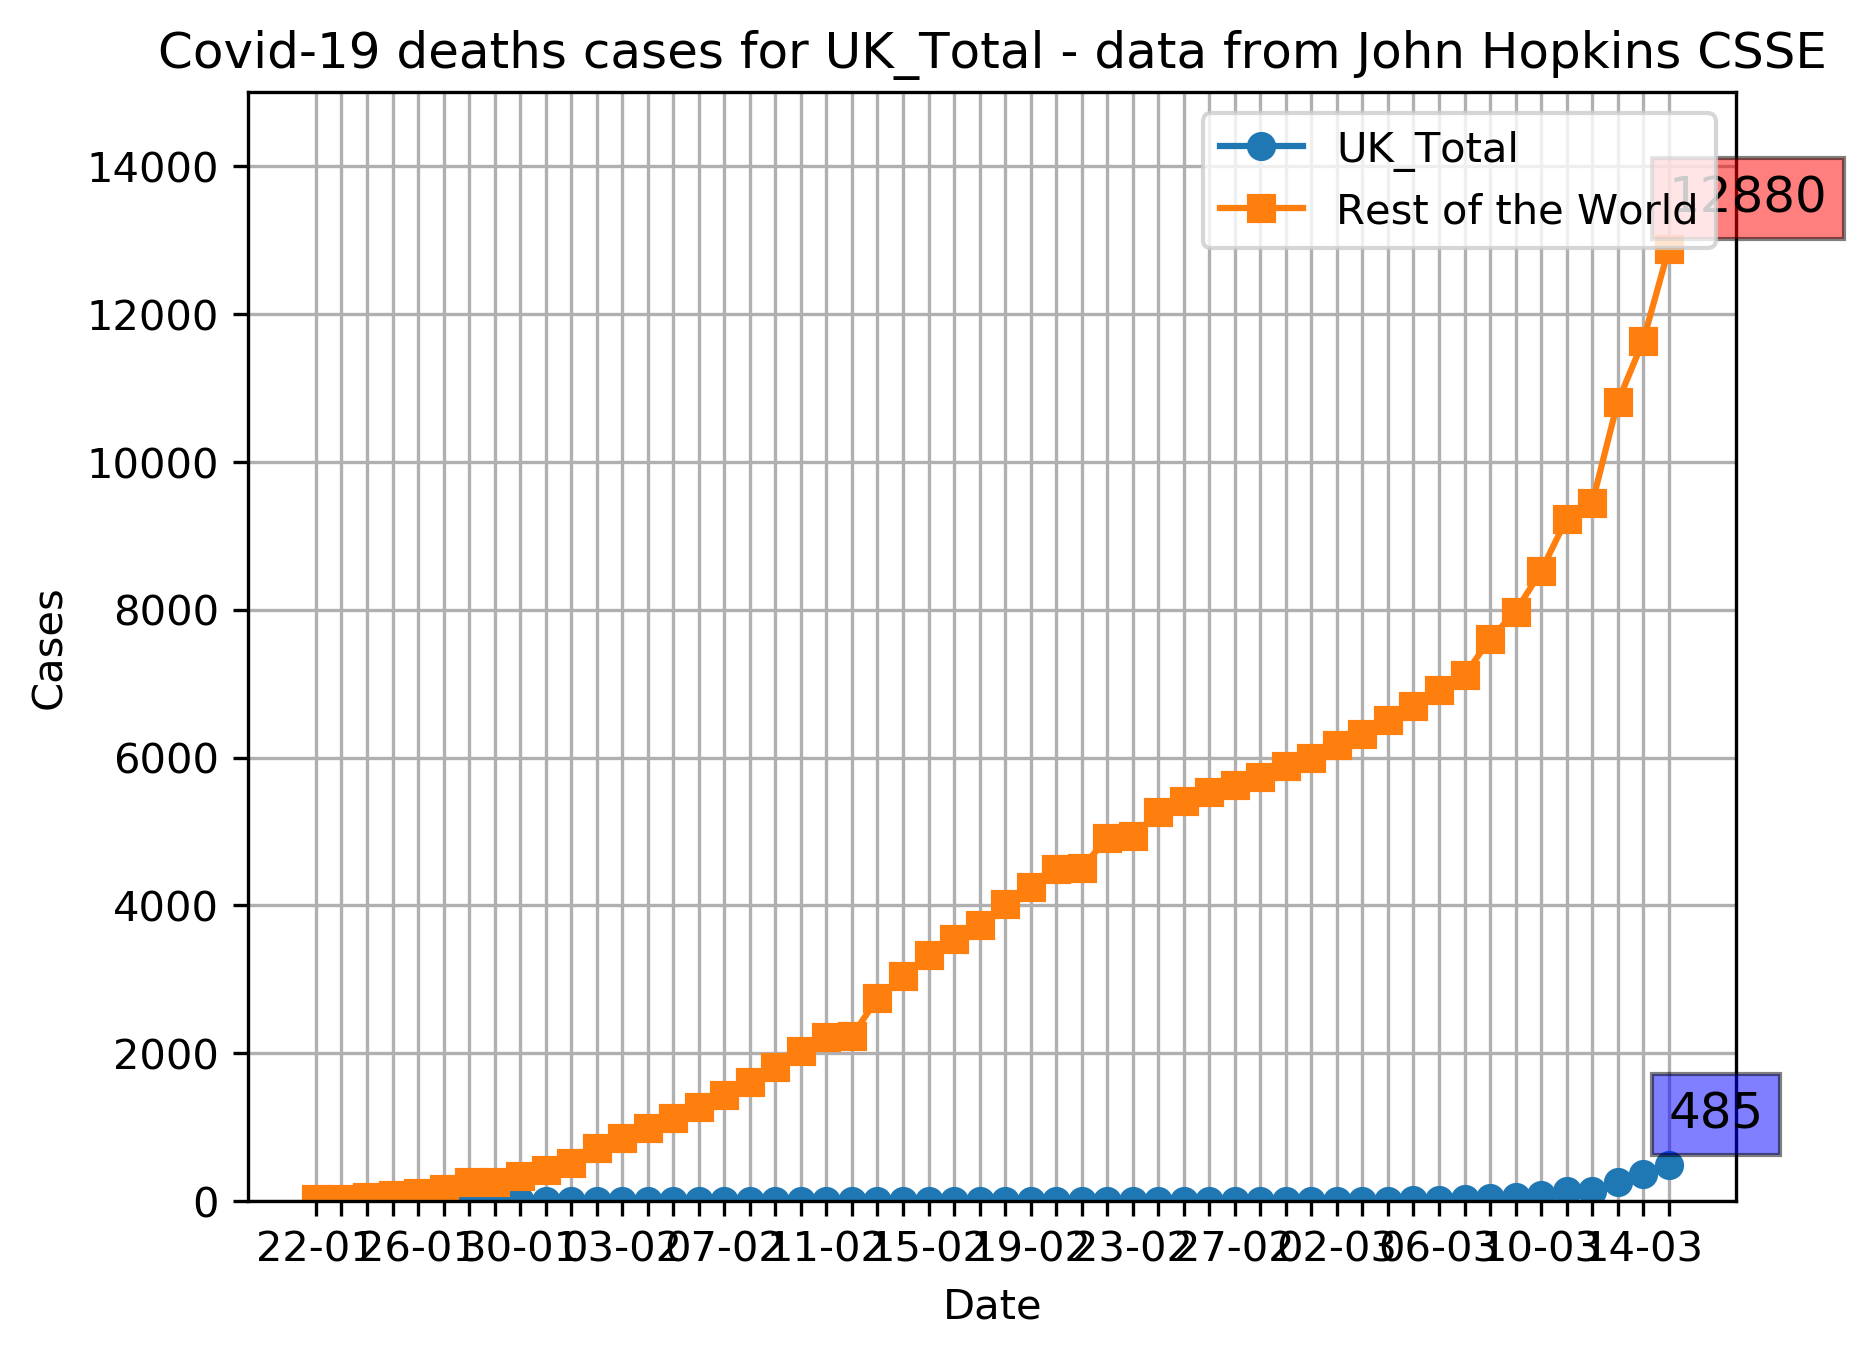 Covid-19 deaths cases for UK_Total - data from John Hopkins CSSE
UK_Total
Rest of the World
12880
485
14000
12000
10000
8000
6000
4000
2000
0
Cases
22-01 26-01 30-01 03-02 07-02 11-02 15-02 19-02 23-02 27-02 02-03 06-03 10-03 14-03
Date